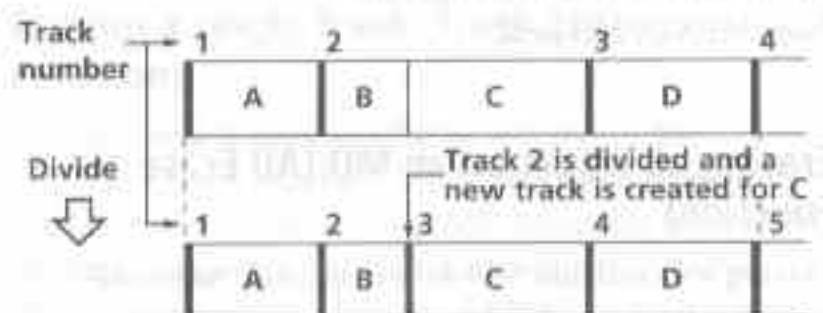 Track
number
1 2 3 4
A B C D
Divide
Track 2 is divided and a
new track is created for C
1 2 3 4 5
A B C D